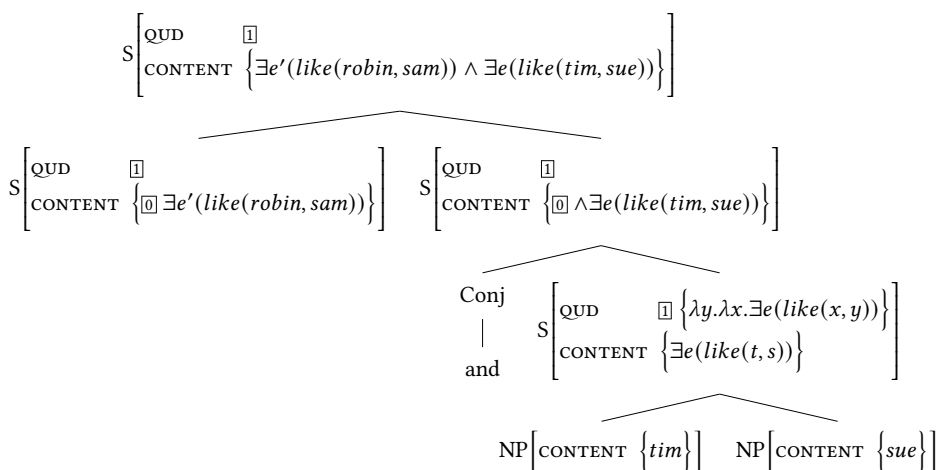 S[QUD 1
CONTENT {∃e′(like(robin, sam)) ∧ ∃e(like(tim, sue))}]
S[QUD 1
CONTENT {0 ∃e′(like(robin, sam))}]
S[QUD 1
CONTENT {0 ∧∃e(like(tim, sue))}]
Conj
and
S[QUD 1 {λy.λx.∃e(like(x, y))}
CONTENT {∃e(like(t, s))}]
NP[CONTENT {tim}] NP[CONTENT {sue}]